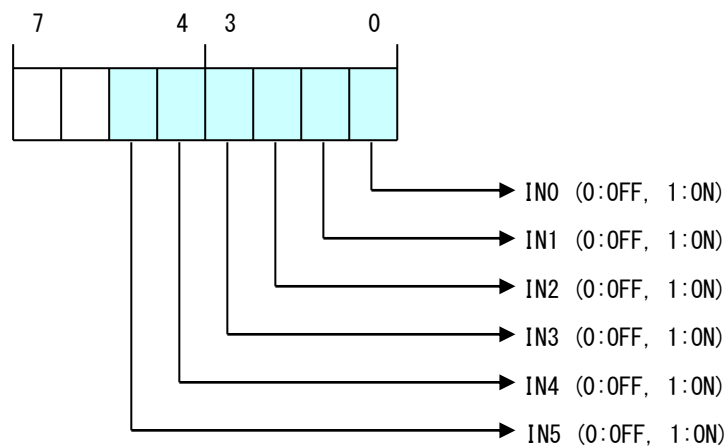 7 4 3 0
IN0 (0:OFF, 1:ON)
IN1 (0:OFF, 1:ON)
IN2 (0:OFF, 1:ON)
IN3 (0:OFF, 1:ON)
IN4 (0:OFF, 1:ON)
IN5 (0:OFF, 1:ON)